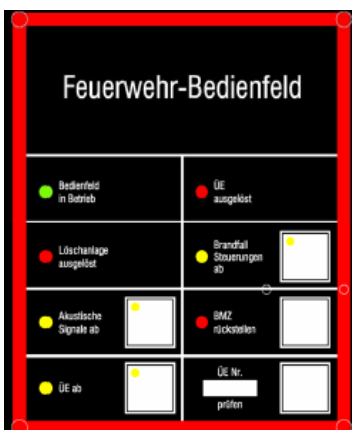 Feuerwehr-Bedienfeld
Bedienfeld
in Betrieb
ÜE
ausgelöst
Löschanlage
ausgelöst
Brandfall
Steuerungen
ab
Akustische
Signale ab
BMZ
rückstellen
ÜE ab
ÜE Nr.
prüfen